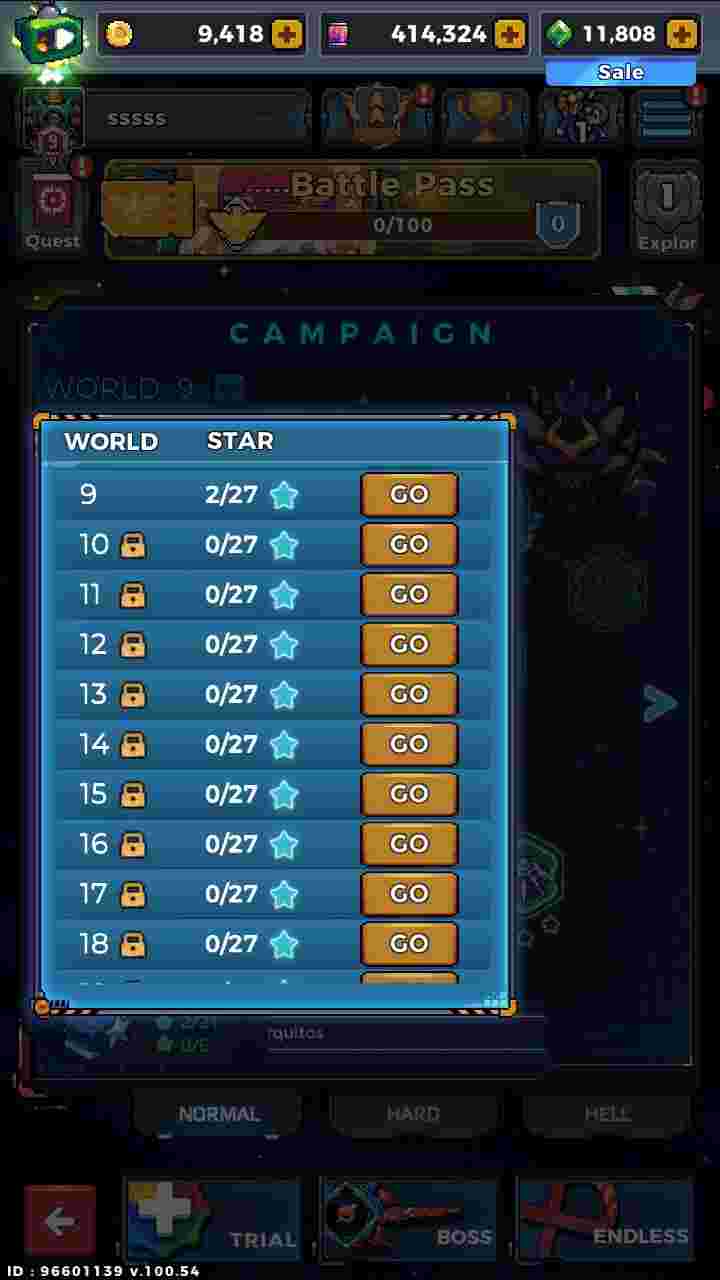 9,418
414,324
11,808
Sale
9
sssss
1
.....Battle Pass
0/100
0
1
Quest
Explor
CAMPAIGN
WORLD 9
WORLD STAR
9 2/27 GO
10 0/27 GO
11 0/27 GO
12 0/27 GO
13 0/27 GO
14 0/27 GO
15 0/27 GO
16 0/27 GO
17 0/27 GO
18 0/27 GO
rquitos
NORMAL HARD HELL
TRIAL BOSS ENDLESS
ID : 96601139 v.100.54